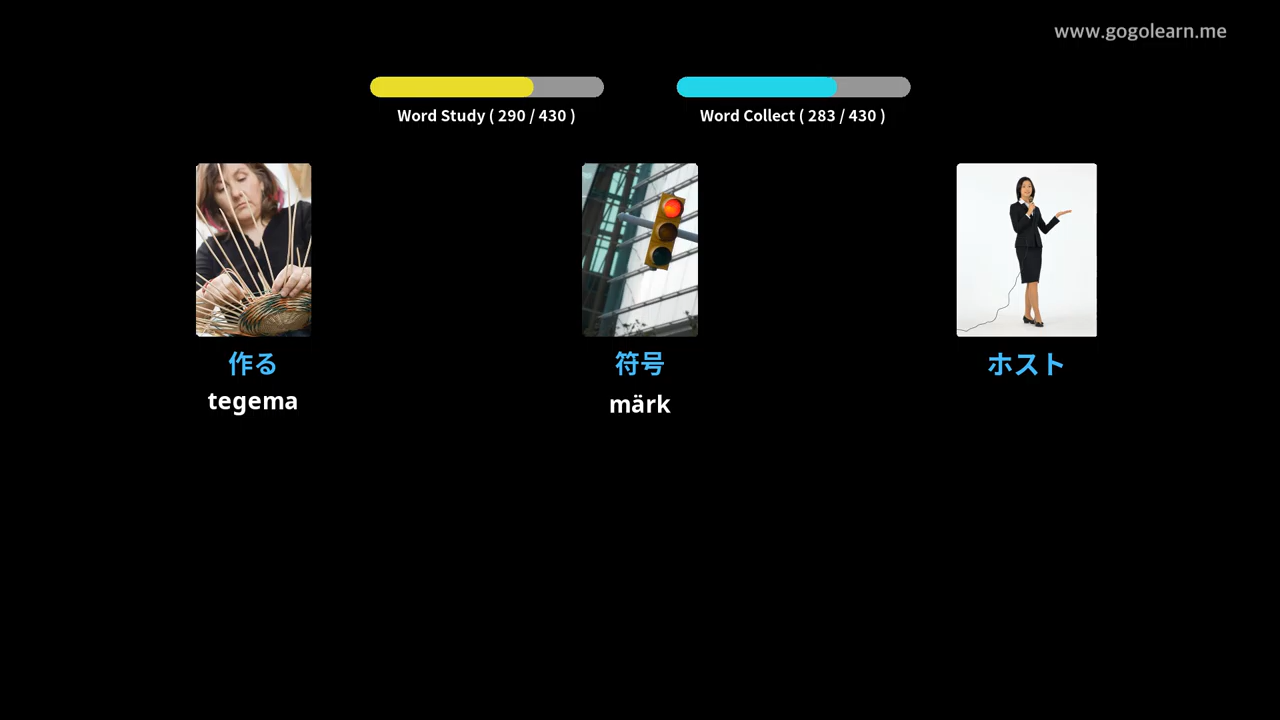 www.gogolearn.me
Word Study ( 290 / 430 )
Word Collect ( 283 / 430 )
作る
符号
ホスト
tegema
märk